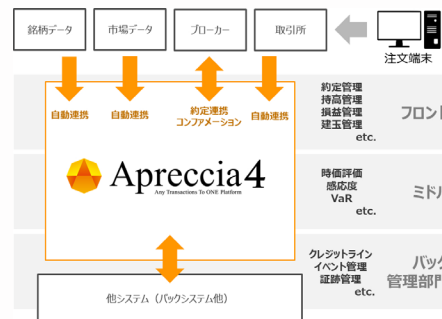 銘柄データ
市場データ
ブローカー
取引所
注文端末
自動連携
自動連携
約定連携
コンファメーション
自動連携
約定管理
持高管理
損益管理
建玉管理
etc.
フロント
Apreccia4
Any Transactions To ONE Platform
時価評価
感応度
VaR
etc.
ミドル
クレジットライン
イベント管理
証跡管理
etc.
バック
管理部門
他システム（バックシステム他）